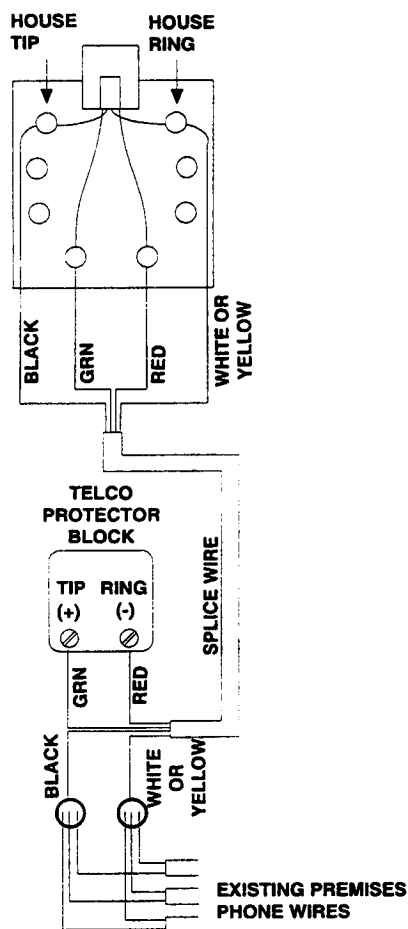 HOUSE
TIP
HOUSE
RING
BLACK
GRN
RED
WHITE OR
YELLOW
TELCO
PROTECTOR
BLOCK
TIP
(+)
RING
(-)
SPLICE WIRE
GRN
RED
BLACK
WHITE
OR
YELLOW
EXISTING PREMISES
PHONE WIRES